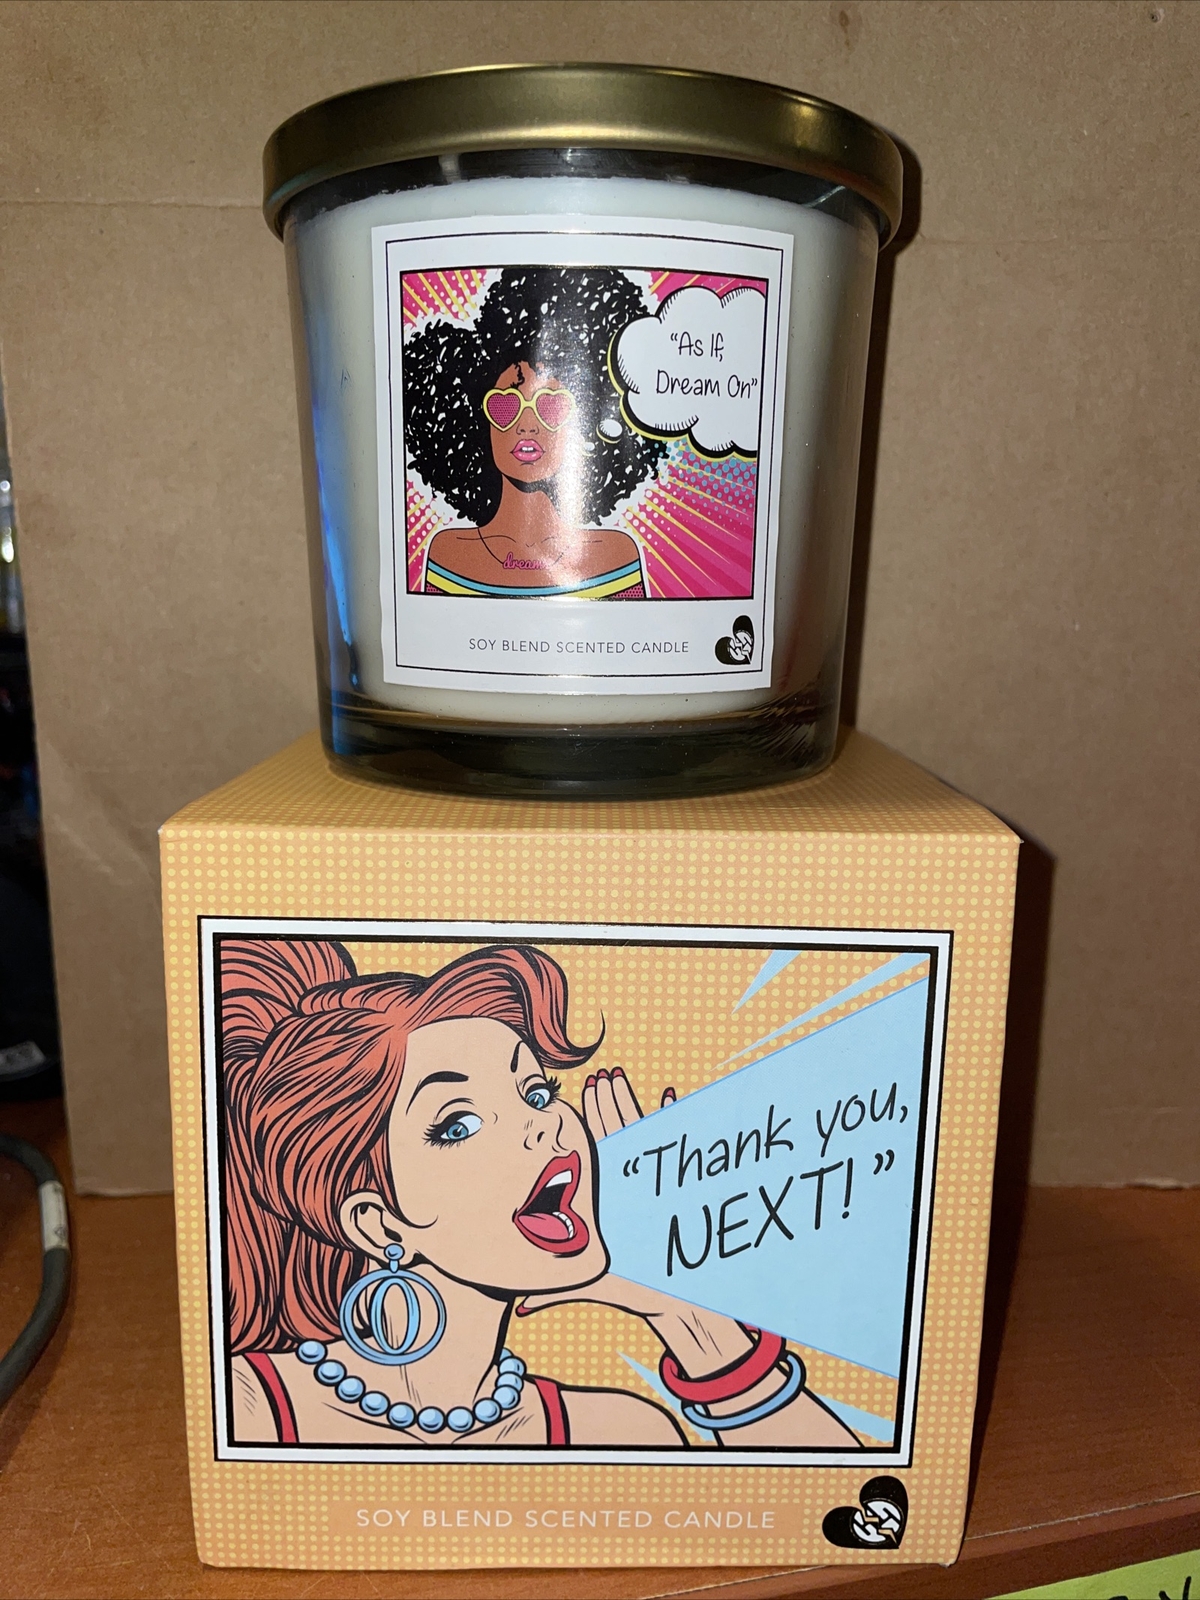 "As If,
Dream On"
dream
SOY BLEND SCENTED CANDLE
"Thank you,
NEXT!"
SOY BLEND SCENTED CANDLE